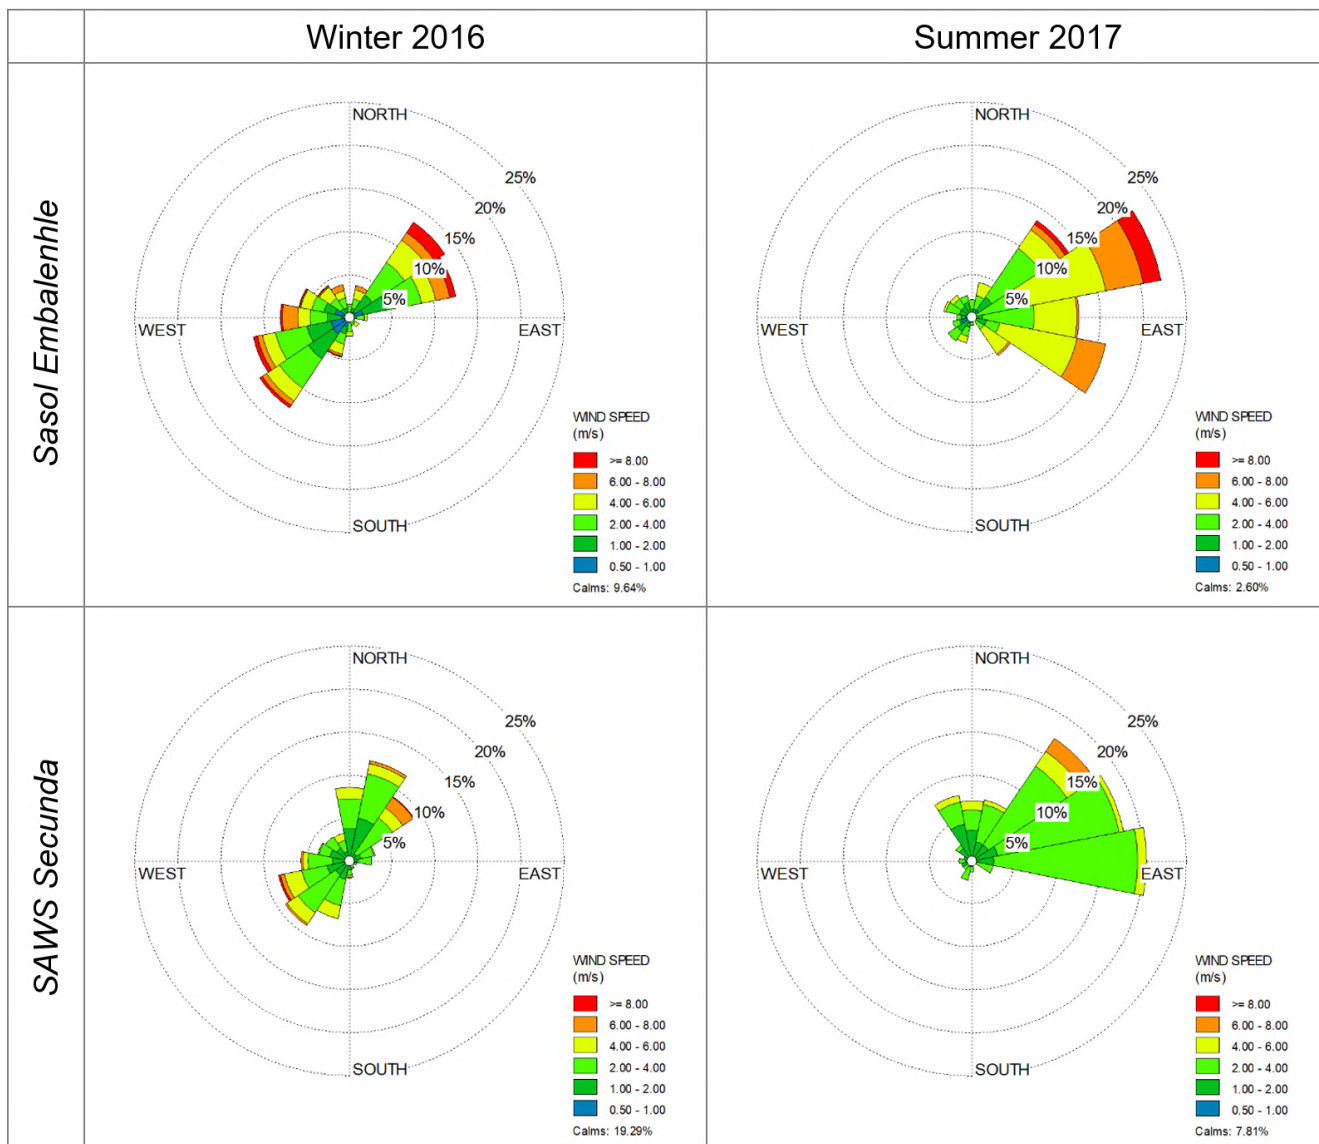 Winter 2016
Summer 2017
Sasol Embalenhle
NORTH
25%
20%
15%
10%
5%
WEST
EAST
SOUTH
WIND SPEED
(m/s)
>= 8.00
6.00 - 8.00
4.00 - 6.00
2.00 - 4.00
1.00 - 2.00
0.50 - 1.00
Calms: 9.64%
NORTH
25%
20%
15%
10%
5%
WEST
EAST
SOUTH
WIND SPEED
(m/s)
>= 8.00
6.00 - 8.00
4.00 - 6.00
2.00 - 4.00
1.00 - 2.00
0.50 - 1.00
Calms: 2.60%
SAWS Secunda
NORTH
25%
20%
15%
10%
5%
WEST
EAST
SOUTH
WIND SPEED
(m/s)
>= 8.00
6.00 - 8.00
4.00 - 6.00
2.00 - 4.00
1.00 - 2.00
0.50 - 1.00
Calms: 19.29%
NORTH
25%
20%
15%
10%
5%
WEST
EAST
SOUTH
WIND SPEED
(m/s)
>= 8.00
6.00 - 8.00
4.00 - 6.00
2.00 - 4.00
1.00 - 2.00
0.50 - 1.00
Calms: 7.81%